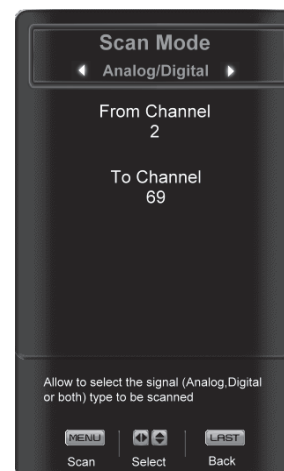 Scan Mode
Analog/Digital
From Channel
2
To Channel
69
Allow to select the signal (Analog,Digital
or both) type to be scanned
MENU LAST
Scan Select Back